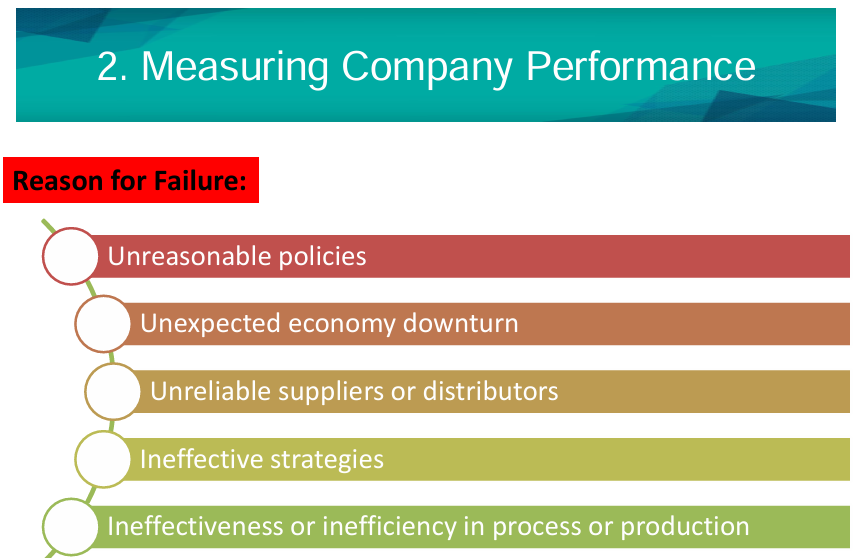 2. Measuring Company Performance
Reason for Failure:
Unreasonable policies
Unexpected economy downturn
Unreliable suppliers or distributors
Ineffective strategies
Ineffectiveness or inefficiency in process or production